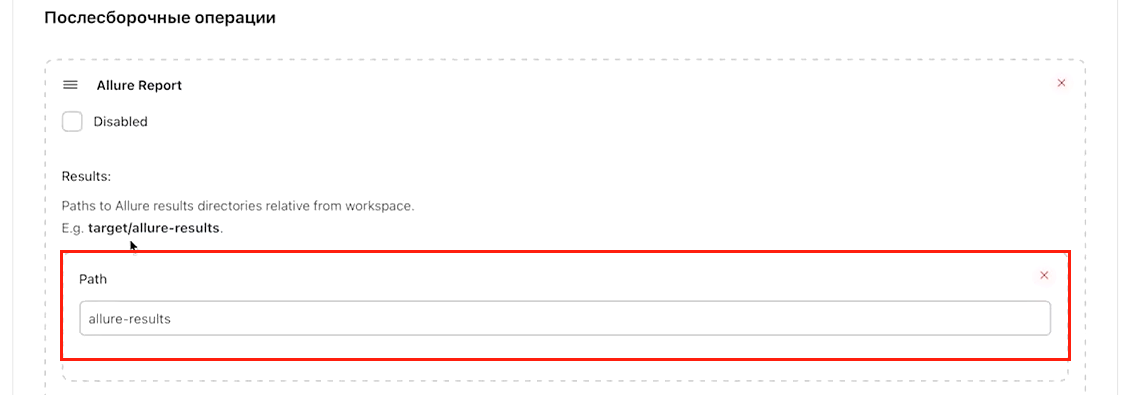 Послесборочные операции
Allure Report
Disabled
Results:
Paths to Allure results directories relative from workspace.
E.g. target/allure-results.
Path
allure-results